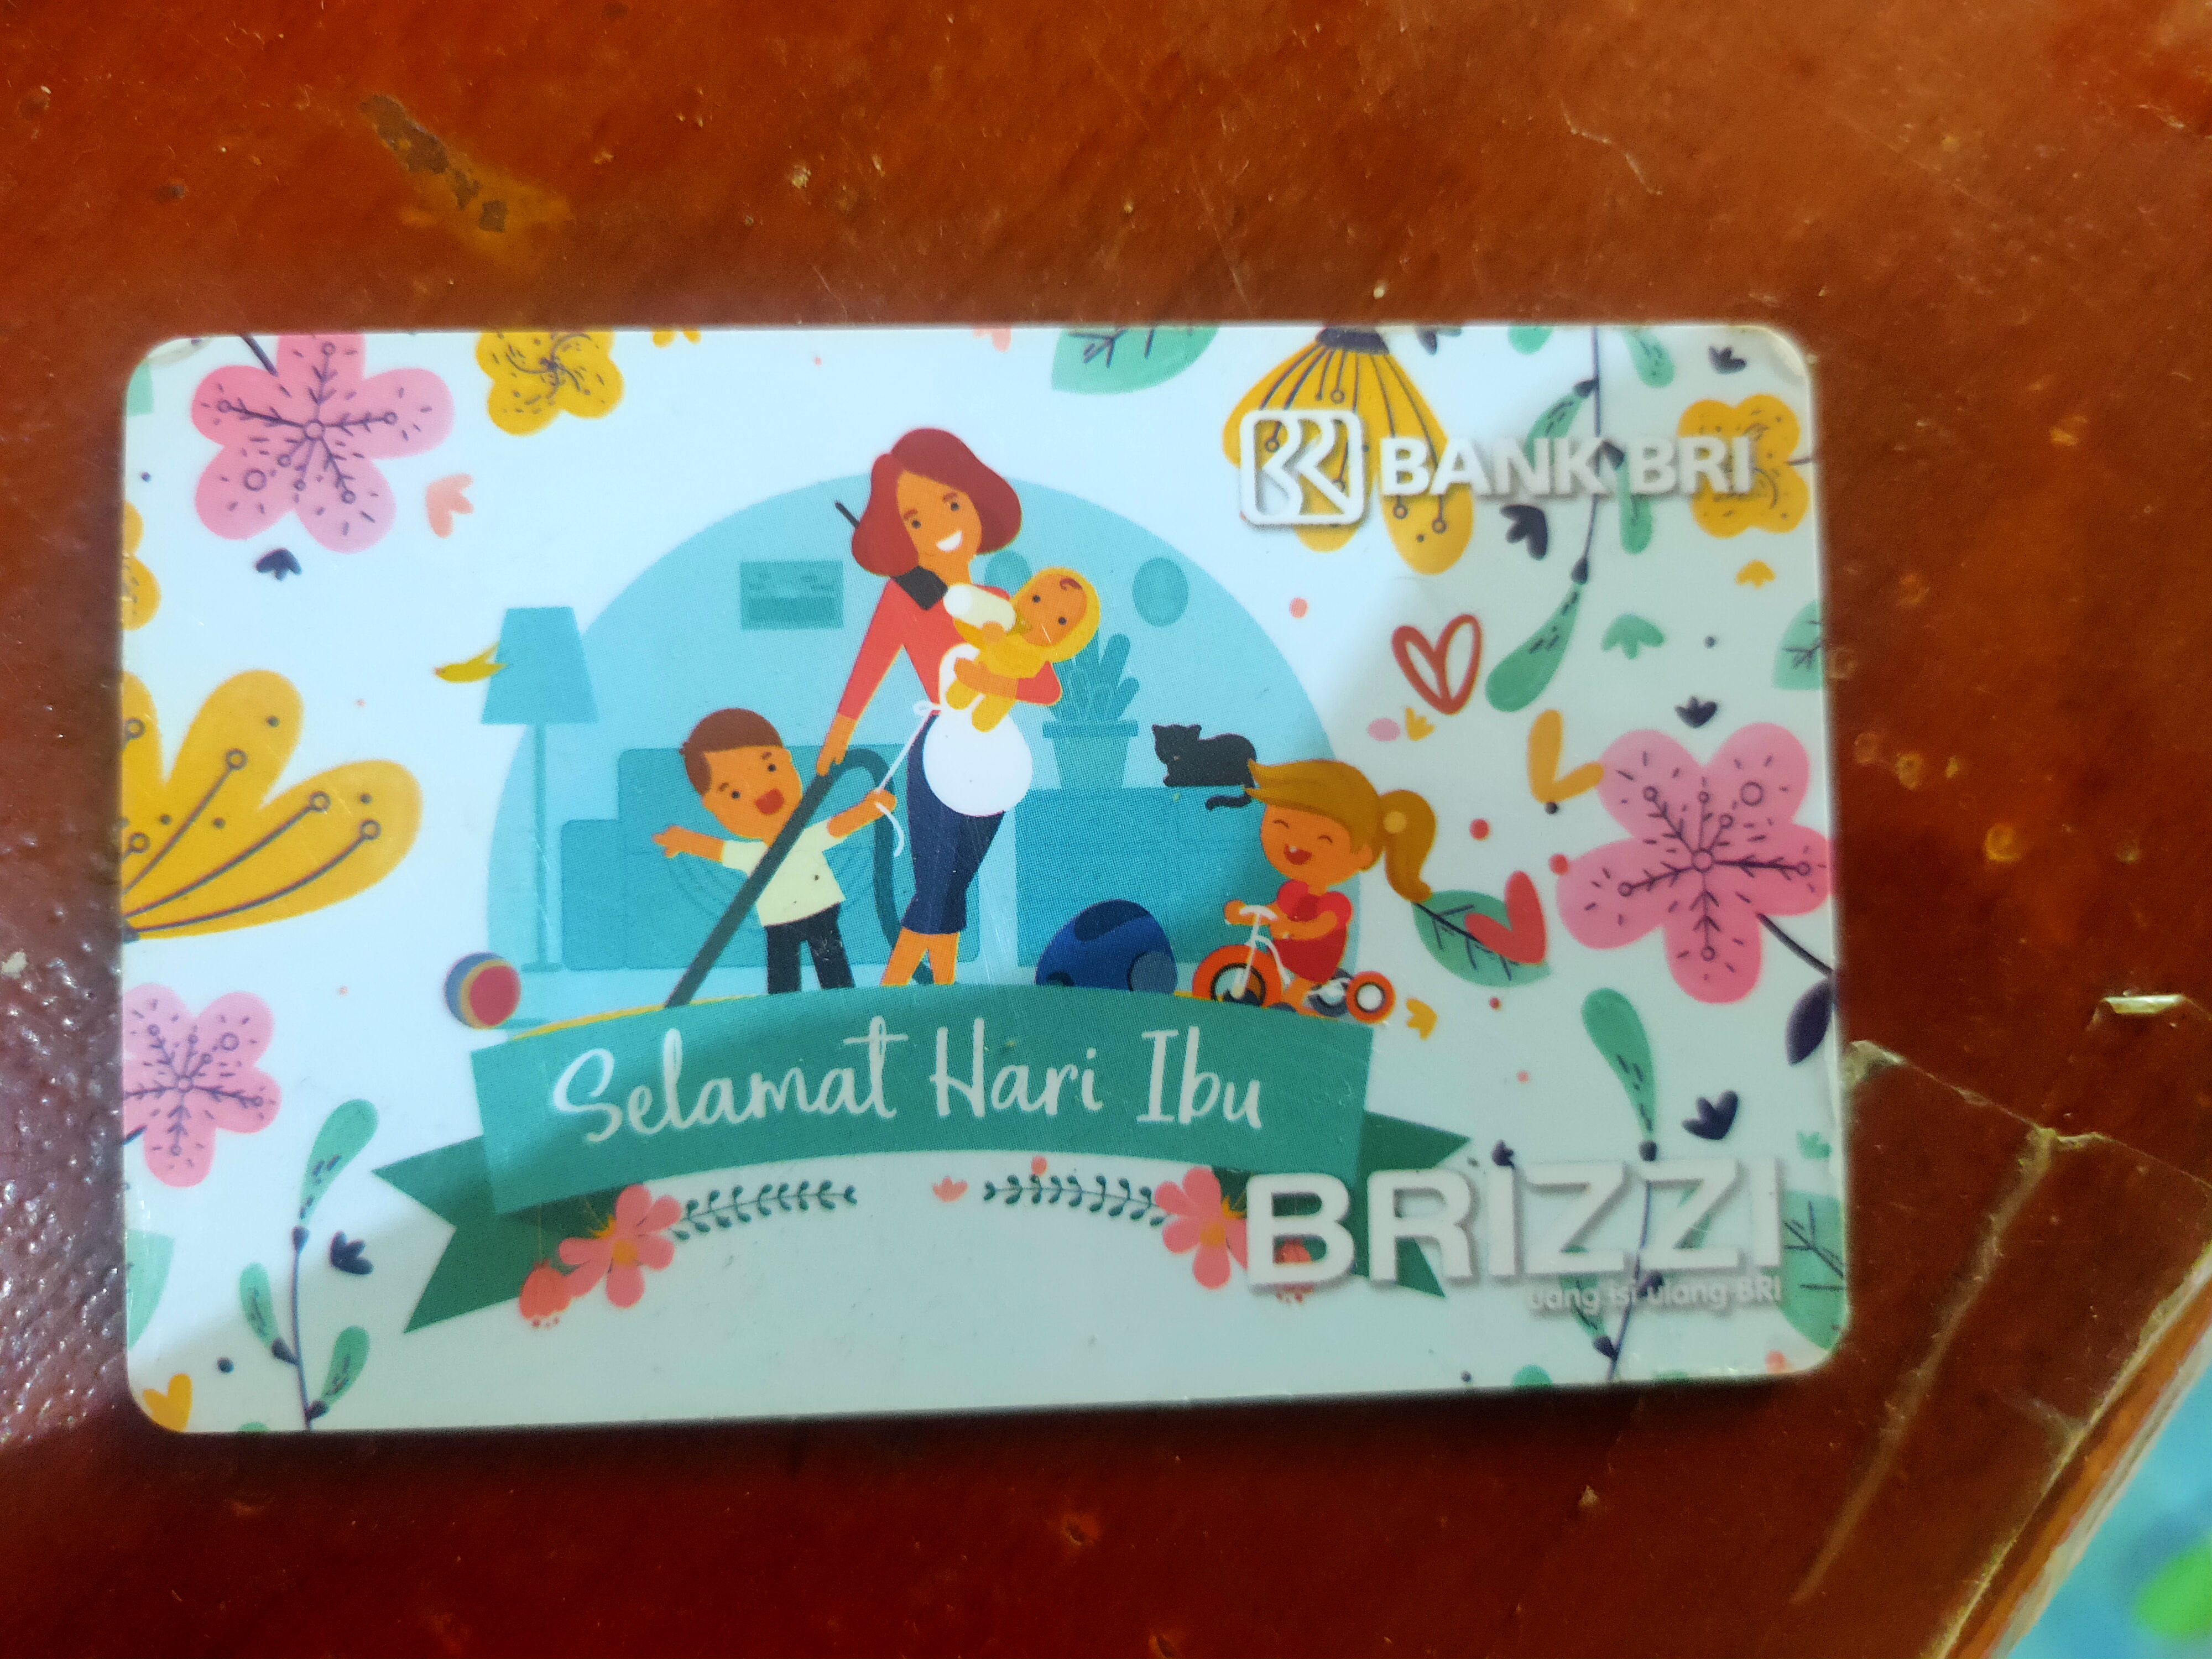 BANK BRI
Selamat Hari Ibu
BRIZZI
uang isi ulang BRI